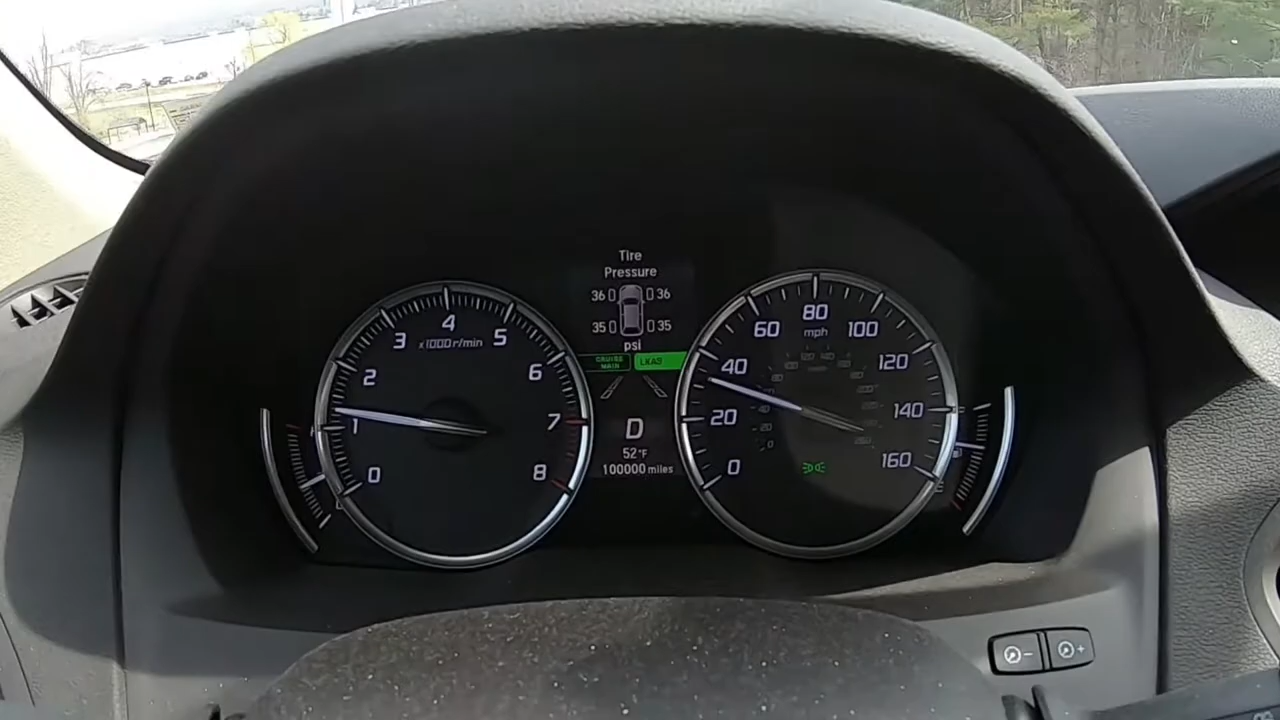 Tire
Pressure
36 36
35 35
psi
CRUISE
MAIN
LKAS
D
52°F
100000 miles
0
1
2
3
4
5
6
7
8
x1000r/min
0
20
40
60
80
100
120
140
160
mph
- +